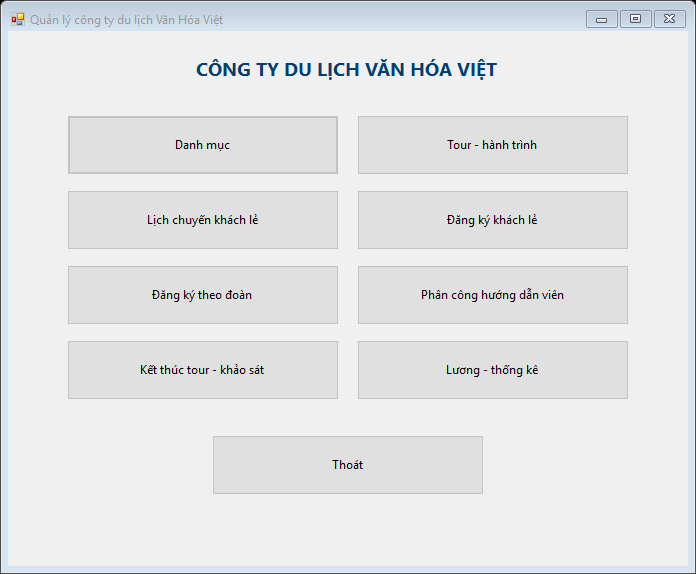 Quản lý công ty du lịch Văn Hóa Việt
CÔNG TY DU LỊCH VĂN HÓA VIỆT
Danh mục
Tour - hành trình
Lịch chuyến khách lẻ
Đăng ký khách lẻ
Đăng ký theo đoàn
Phân công hướng dẫn viên
Kết thúc tour - khảo sát
Lương - thống kê
Thoát